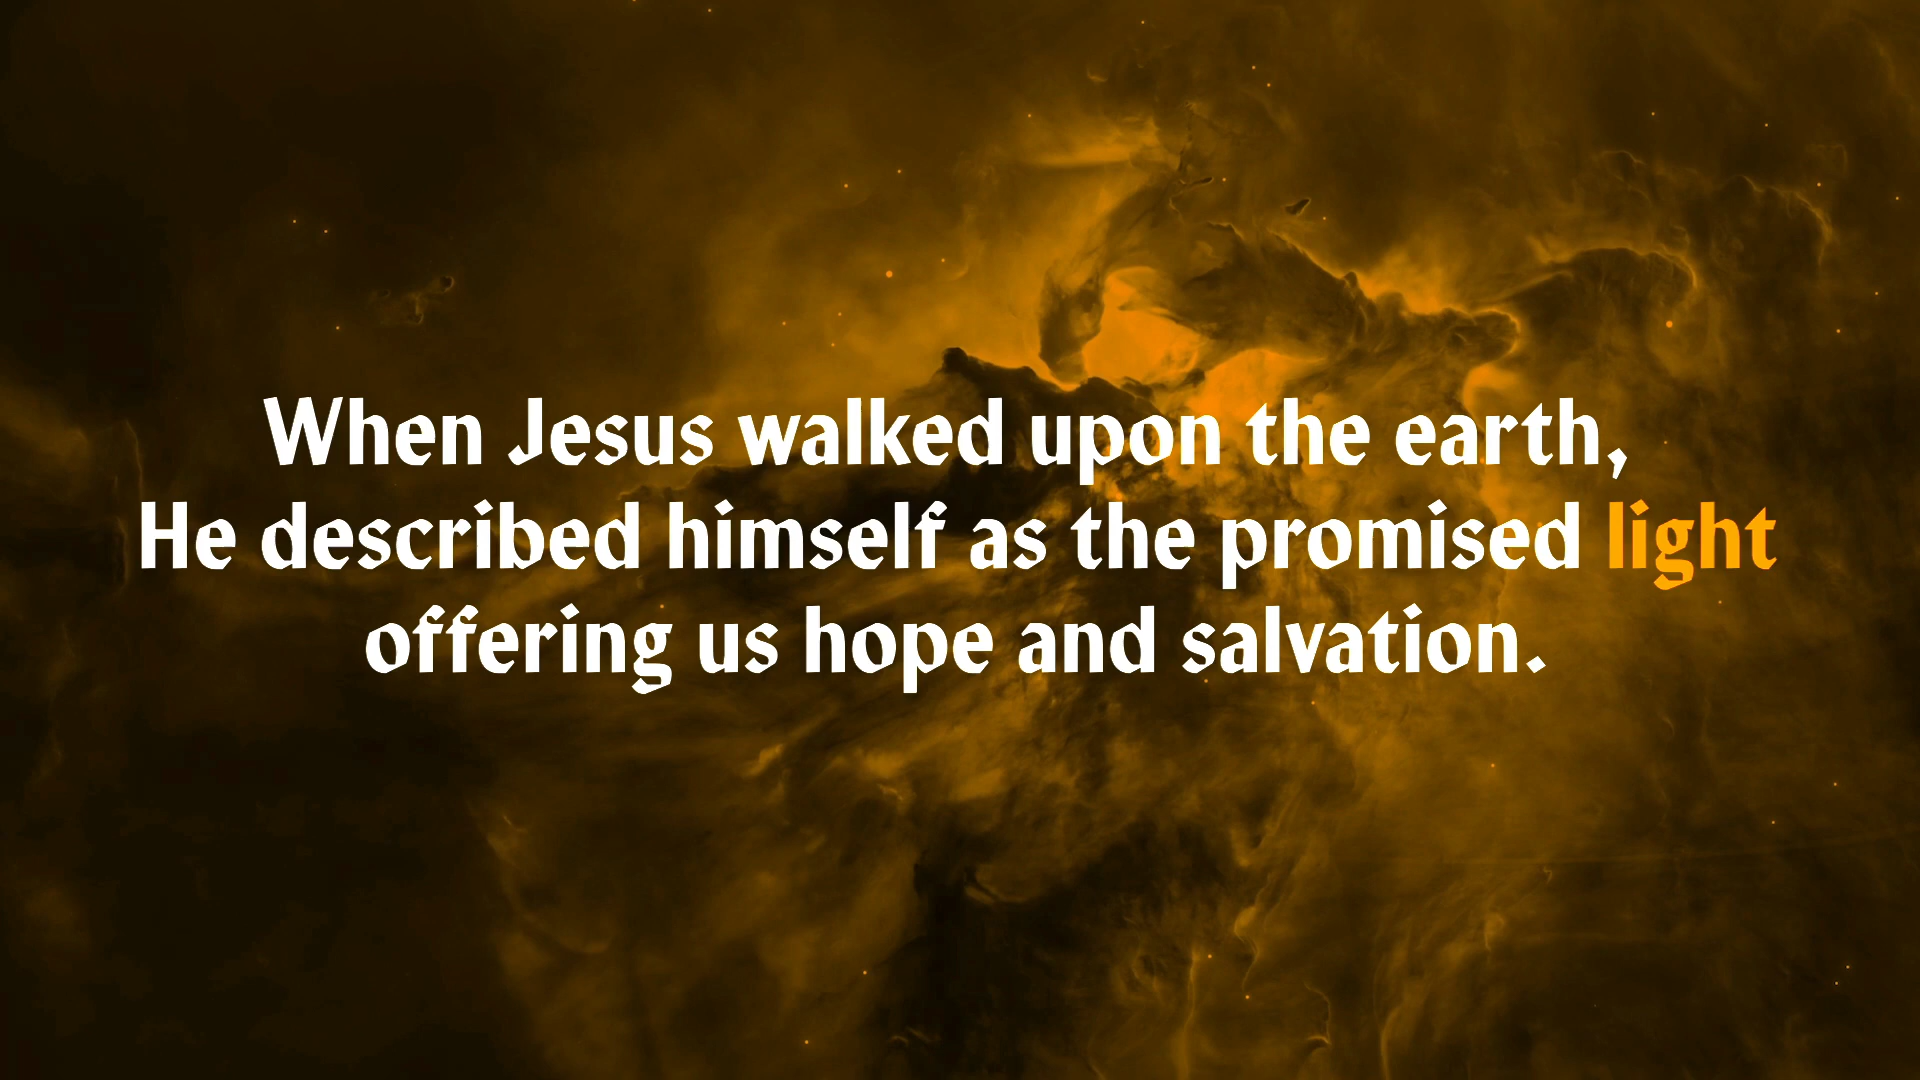 When Jesus walked upon the earth,
He described himself as the promised light
offering us hope and salvation.